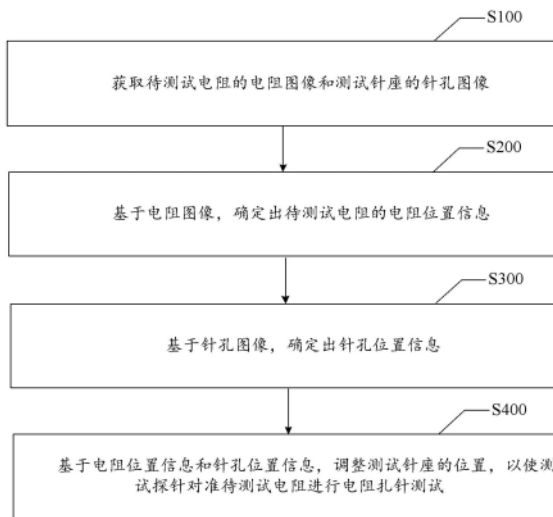 S100
获取待测试电阻的电阻图像和测试针座的针孔图像
S200
基于电阻图像，确定出待测试电阻的电阻位置信息
S300
基于针孔图像，确定出针孔位置信息
S400
基于电阻位置信息和针孔位置信息，调整测试针座的位置，以使测
试探针对准待测试电阻进行电阻扎针测试